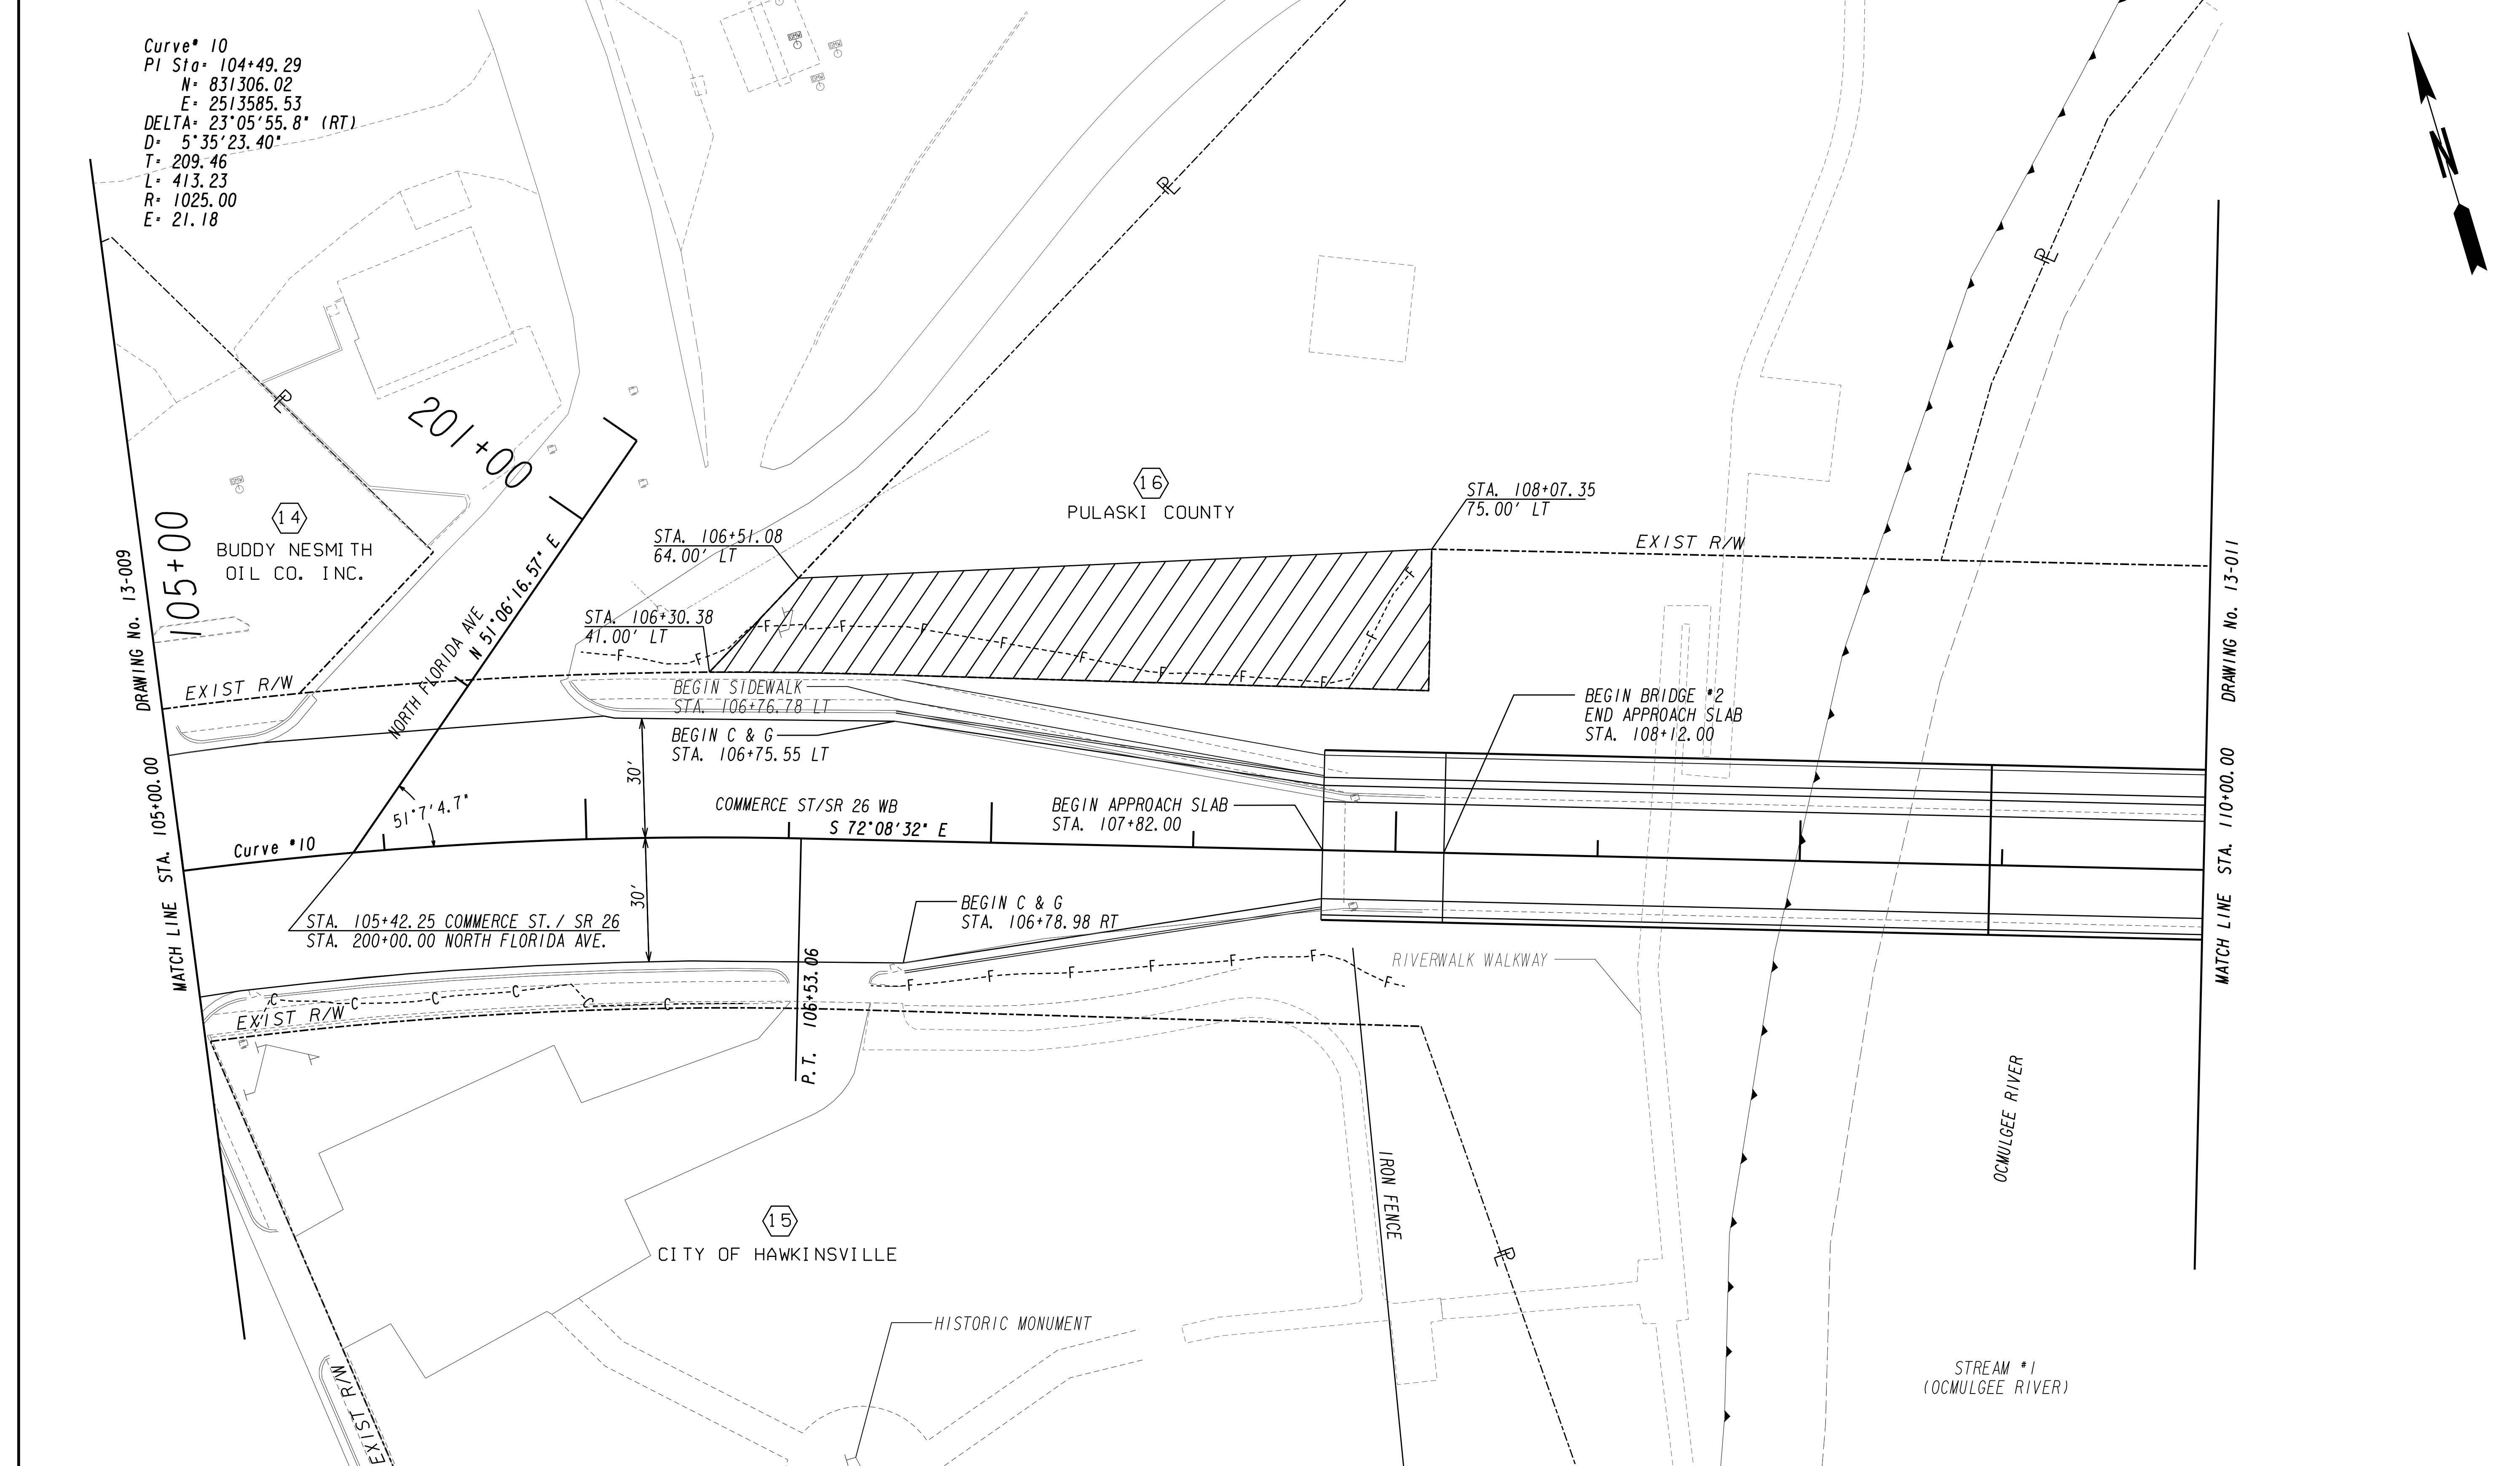 Curve# 10
PI Sta= 104+49.29
N= 831306.02
E= 2513585.53
DELTA= 23°05'55.8" (RT)
D= 5°35'23.40"
T= 209.46
L= 413.23
R= 1025.00
E= 21.18
N
PL
PL
PL
201+00
105+00
14
BUDDY NESMITH
OIL CO. INC.
16
PULASKI COUNTY
STA. 108+07.35
75.00' LT
STA. 106+51.08
64.00' LT
STA. 106+30.38
41.00' LT
EXIST R/W
EXIST R/W
NORTH FLORIDA AVE
N 51°06'16.57" E
DRAWING No. 13-009
MATCH LINE STA. 105+00.00
DRAWING No. 13-011
MATCH LINE STA. 110+00.00
F F F F F F F F F F F F F
BEGIN SIDEWALK
STA. 106+76.78 LT
BEGIN C & G
STA. 106+75.55 LT
BEGIN BRIDGE #2
END APPROACH SLAB
STA. 108+12.00
30'
COMMERCE ST/SR 26 WB
S 72°08'32" E
BEGIN APPROACH SLAB
STA. 107+82.00
51°7'4.7"
Curve #10
30'
STA. 105+42.25 COMMERCE ST. / SR 26
STA. 200+00.00 NORTH FLORIDA AVE.
BEGIN C & G
STA. 106+78.98 RT
P.T. 106+53.06
RIVERWALK WALKWAY
F F F F F F F
C C C C C C
EXIST R/W
OCMULGEE RIVER
IRON FENCE
15
CITY OF HAWKINSVILLE
PL
HISTORIC MONUMENT
STREAM #1
(OCMULGEE RIVER)
EXIST R/W